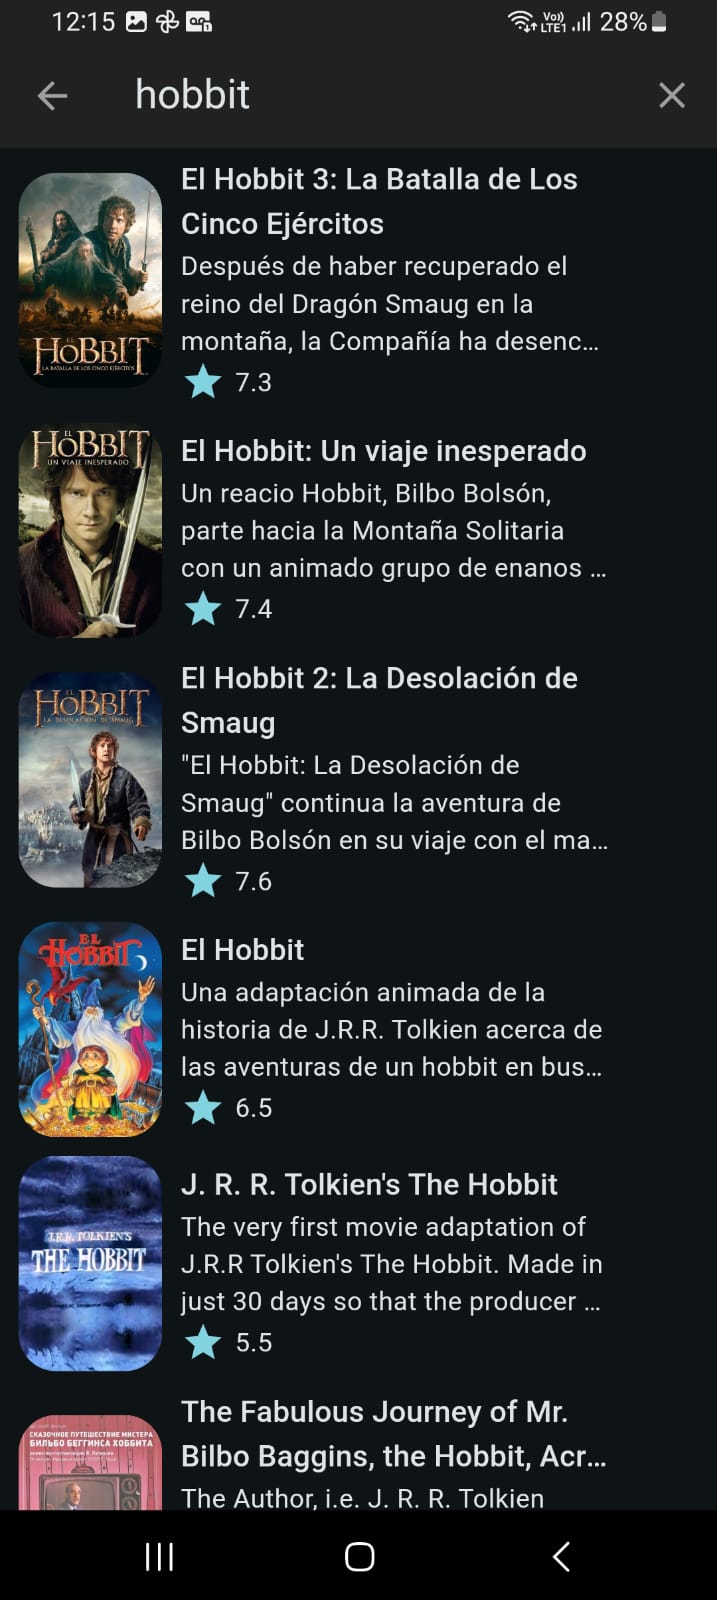 12:15
Vo))
LTE1
28%
hobbit
El Hobbit 3: La Batalla de Los
Cinco Ejércitos
Después de haber recuperado el
reino del Dragón Smaug en la
montaña, la Compañía ha desenc...
7.3
EL
HOBBIT
LA BATALLA DE LOS CINCO EJÉRCITOS
El Hobbit: Un viaje inesperado
Un reacio Hobbit, Bilbo Bolsón,
parte hacia la Montaña Solitaria
con un animado grupo de enanos ...
7.4
EL
HOBBIT
UN VIAJE INESPERADO
El Hobbit 2: La Desolación de
Smaug
"El Hobbit: La Desolación de
Smaug" continua la aventura de
Bilbo Bolsón en su viaje con el ma...
7.6
EL
HOBBIT
LA DESOLACIÓN DE SMAUG
El Hobbit
Una adaptación animada de la
historia de J.R.R. Tolkien acerca de
las aventuras de un hobbit en bus...
6.5
EL
HOBBIT
J. R. R. Tolkien's The Hobbit
The very first movie adaptation of
J.R.R Tolkien's The Hobbit. Made in
just 30 days so that the producer ...
5.5
J.R.R. TOLKIEN'S
THE HOBBIT
The Fabulous Journey of Mr.
Bilbo Baggins, the Hobbit, Acr...
The Author, i.e. J. R. R. Tolkien
СКАЗОЧНОЕ ПУТЕШЕСТВИЕ МИСТЕРА
БИЛЬБО БЕГГИНСА ХОББИТА